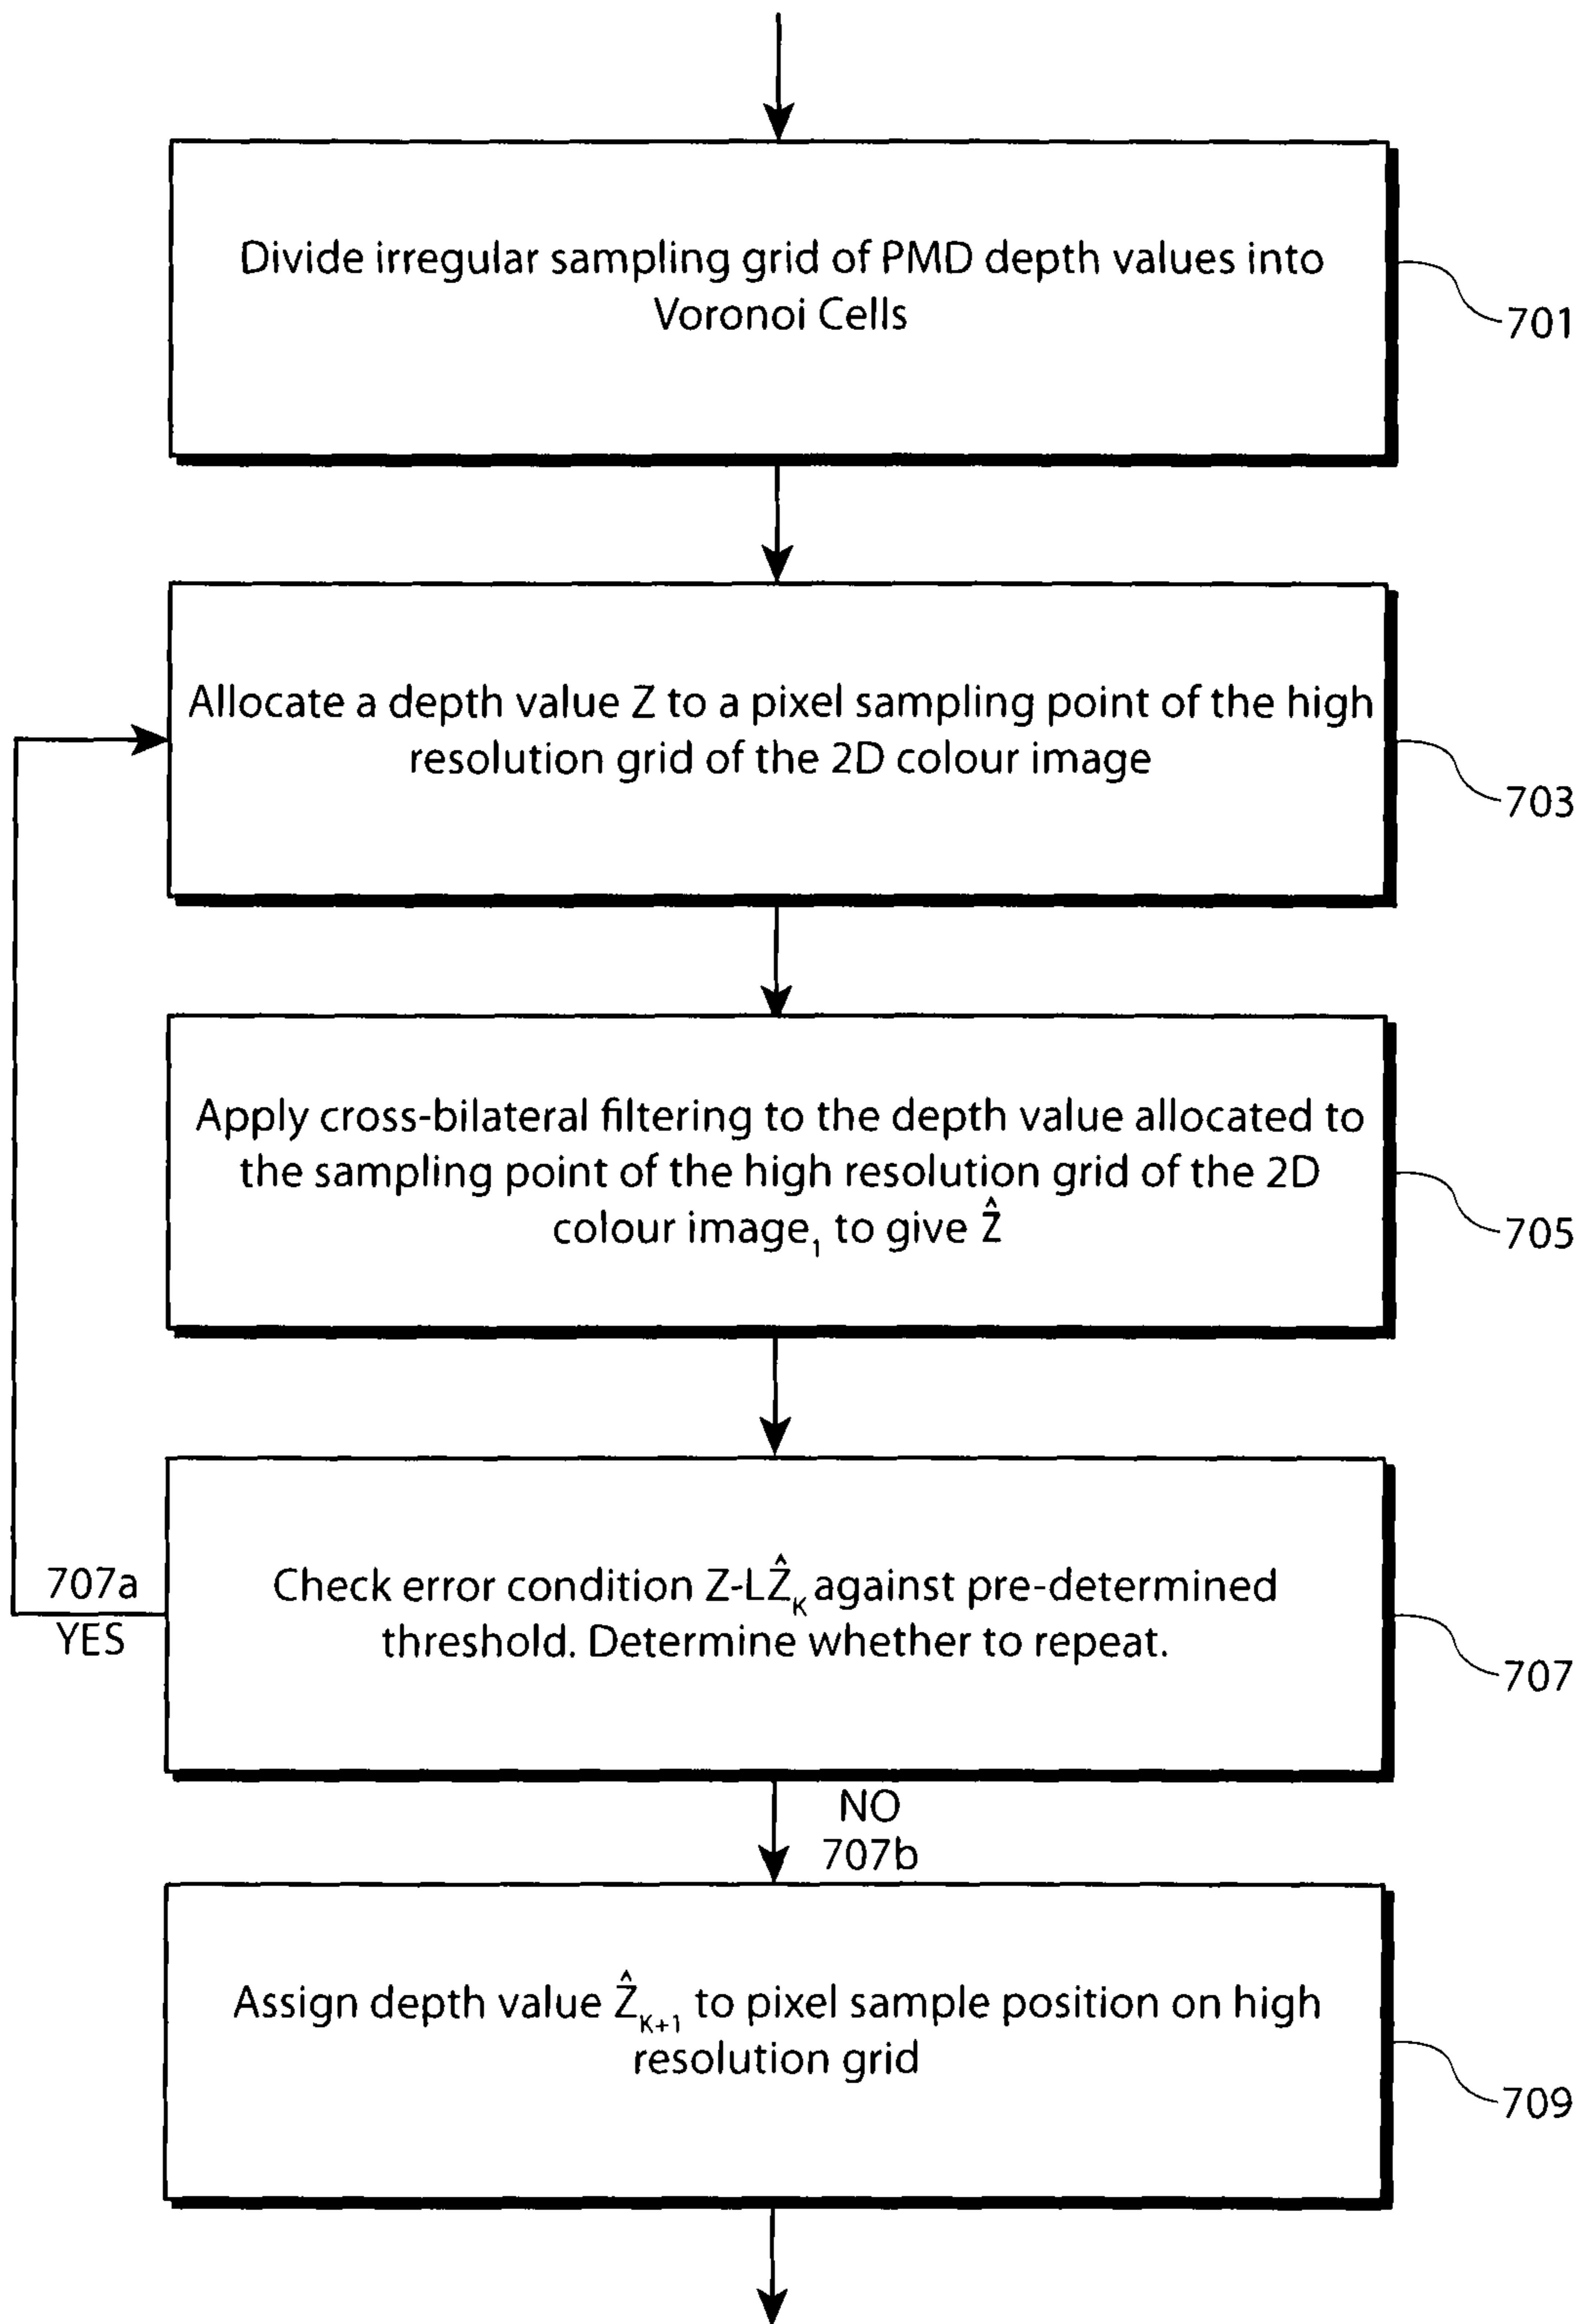 Divide irregular sampling grid of PMD depth values into
Voronoi Cells
701
Allocate a depth value Z to a pixel sampling point of the high
resolution grid of the 2D colour image
703
Apply cross-bilateral filtering to the depth value allocated to
the sampling point of the high resolution grid of the 2D
colour image₁ to give Ẑ
705
707a
YES
Check error condition Z-LẐ_K against pre-determined
threshold. Determine whether to repeat.
707
NO
707b
Assign depth value Ẑ_K+1 to pixel sample position on high
resolution grid
709